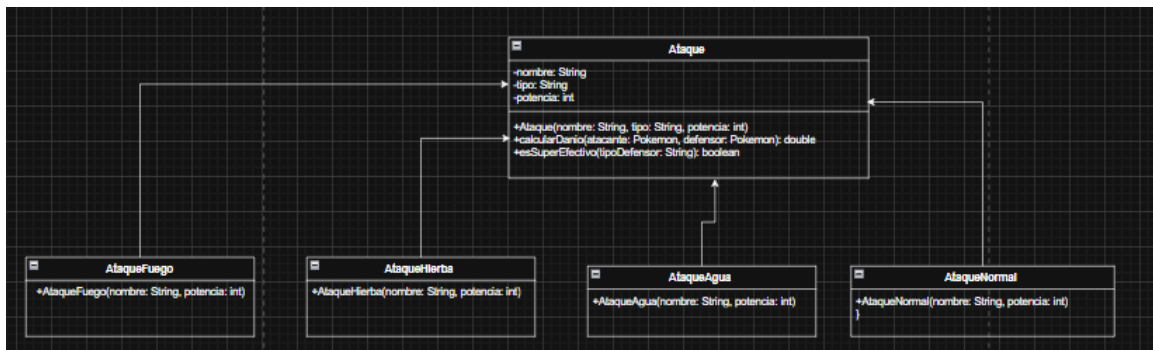 Ataque
-nombre: String
-tipo: String
-potencia: int
+Ataque(nombre: String, tipo: String, potencia: int)
+calcularDanio(atacante: Pokemon, defensor: Pokemon): double
+esSuperEfectivo(tipoDefensor: String): boolean
AtaqueFuego
+AtaqueFuego(nombre: String, potencia: int)
AtaqueHierba
+AtaqueHierba(nombre: String, potencia: int)
AtaqueAgua
+AtaqueAgua(nombre: String, potencia: int)
AtaqueNormal
+AtaqueNormal(nombre: String, potencia: int)
}